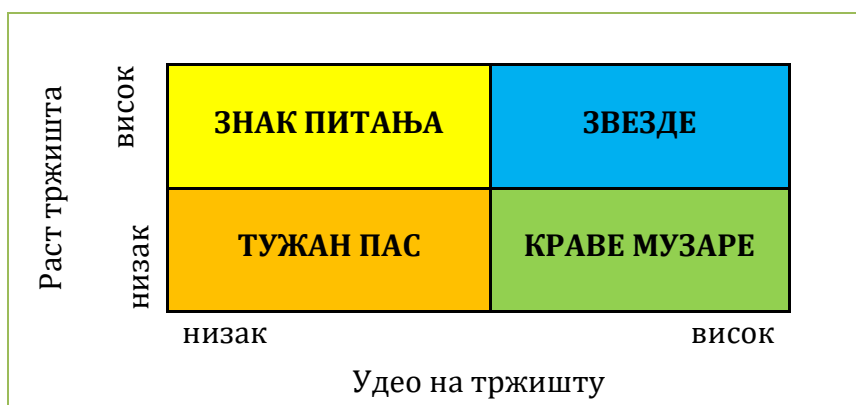 Раст тржишта
висок
низак
ЗНАК ПИТАЊА
ЗВЕЗДЕ
ТУЖАН ПАС
КРАВЕ МУЗАРЕ
низак
висок
Удео на тржишту